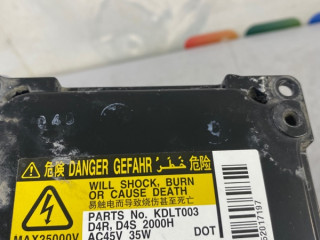 危険 DANGER GEFAHR خطر 危险
WILL SHOCK, BURN
OR CAUSE DEATH
易触电而导致烧伤甚至死亡
PARTS No. KDLT003
D4R, D4S 2000H
MAX25000V AC45V 35W DOT
22017197